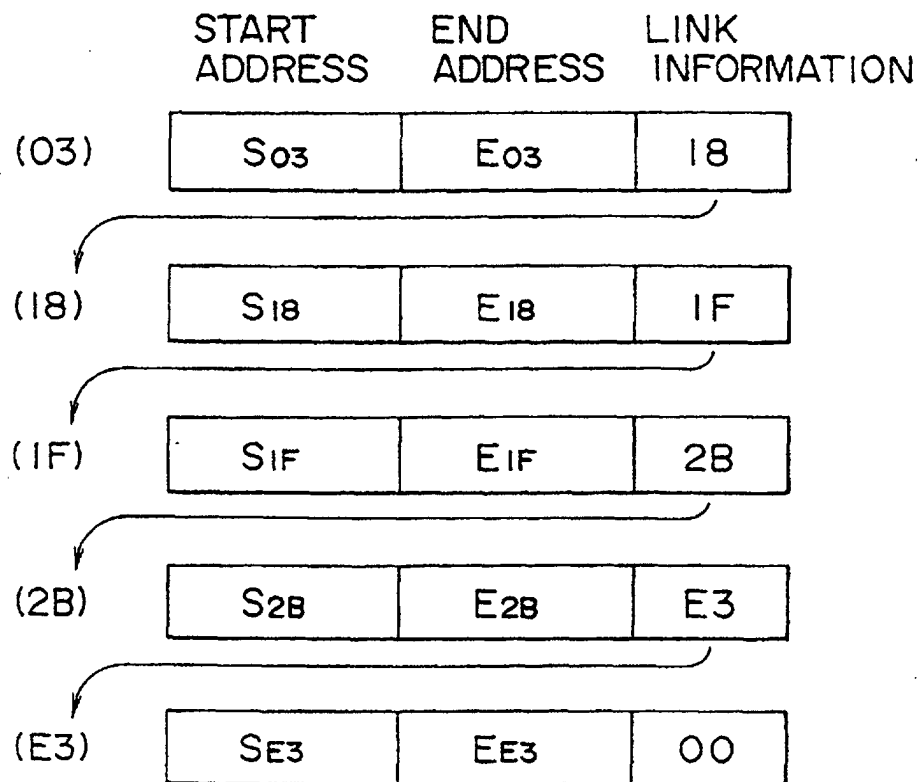 START ADDRESS END ADDRESS LINK INFORMATION
(03) S03 E03 18
(18) S18 E18 1F
(1F) S1F E1F 2B
(2B) S2B E2B E3
(E3) SE3 EE3 00